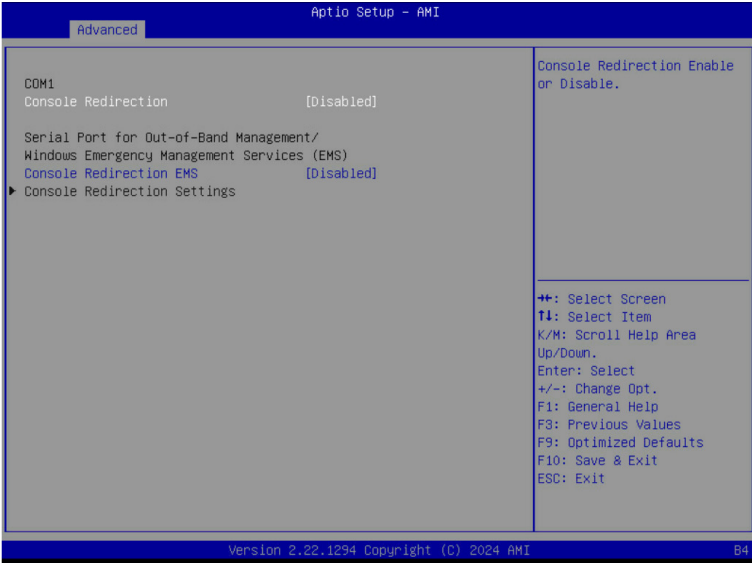 Aptio Setup – AMI
Advanced
COM1
Console Redirection [Disabled]
Serial Port for Out-of-Band Management/
Windows Emergency Management Services (EMS)
Console Redirection EMS [Disabled]
▶ Console Redirection Settings
Console Redirection Enable
or Disable.
→←: Select Screen
↑↓: Select Item
K/M: Scroll Help Area
Up/Down.
Enter: Select
+/-: Change Opt.
F1: General Help
F3: Previous Values
F9: Optimized Defaults
F10: Save & Exit
ESC: Exit
Version 2.22.1294 Copyright (C) 2024 AMI
B4